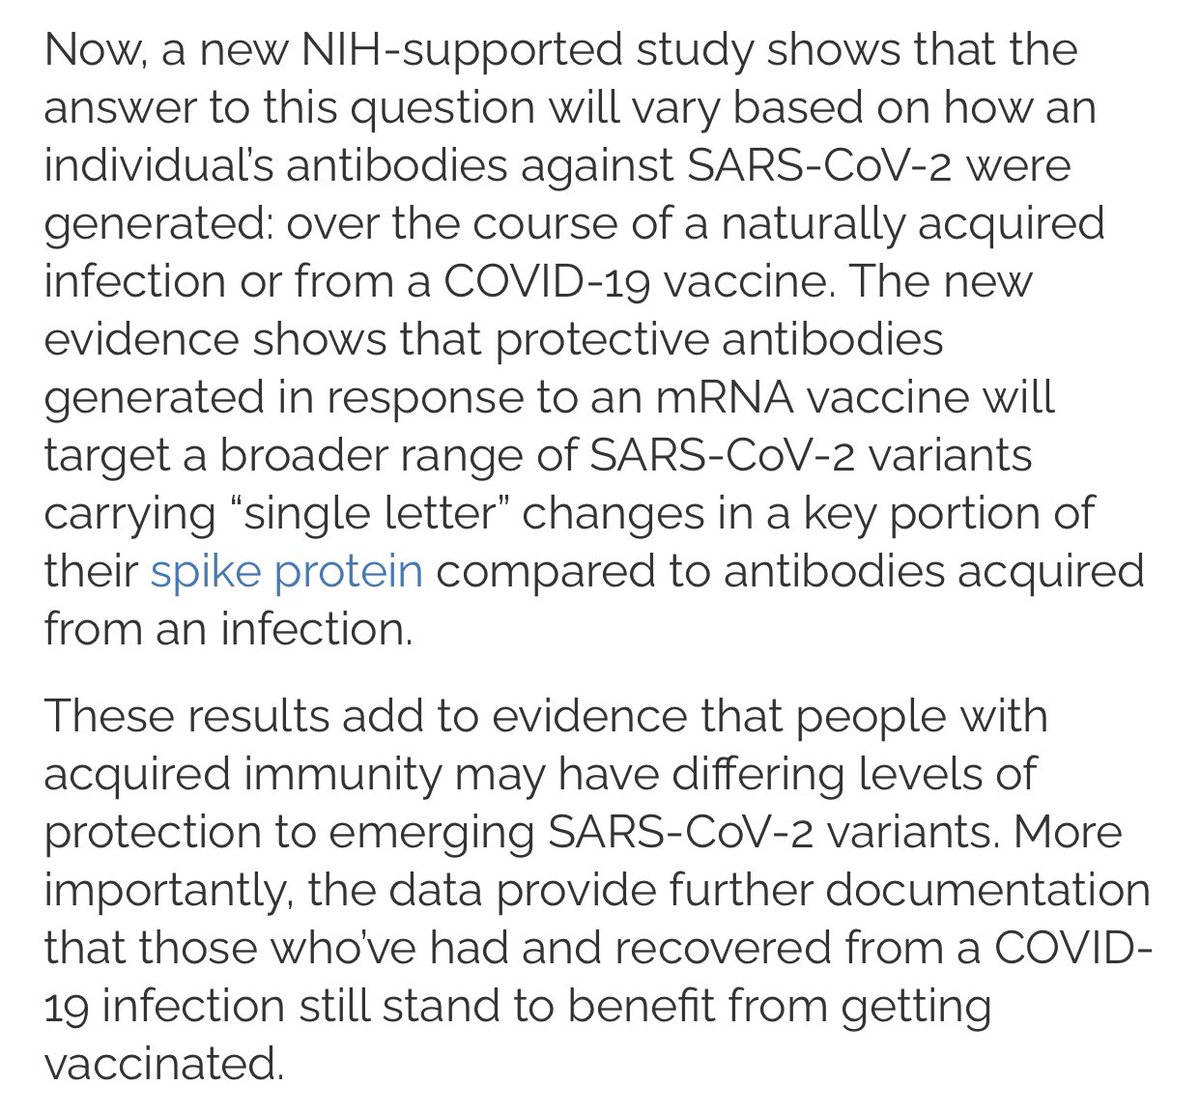 Now, a new NIH-supported study shows that the
answer to this question will vary based on how an
individual’s antibodies against SARS-CoV-2 were
generated: over the course of a naturally acquired
infection or from a COVID-19 vaccine. The new
evidence shows that protective antibodies
generated in response to an mRNA vaccine will
target a broader range of SARS-CoV-2 variants
carrying “single letter” changes in a key portion of
their spike protein compared to antibodies acquired
from an infection.
These results add to evidence that people with
acquired immunity may have differing levels of
protection to emerging SARS-CoV-2 variants. More
importantly, the data provide further documentation
that those who’ve had and recovered from a COVID-
19 infection still stand to benefit from getting
vaccinated.